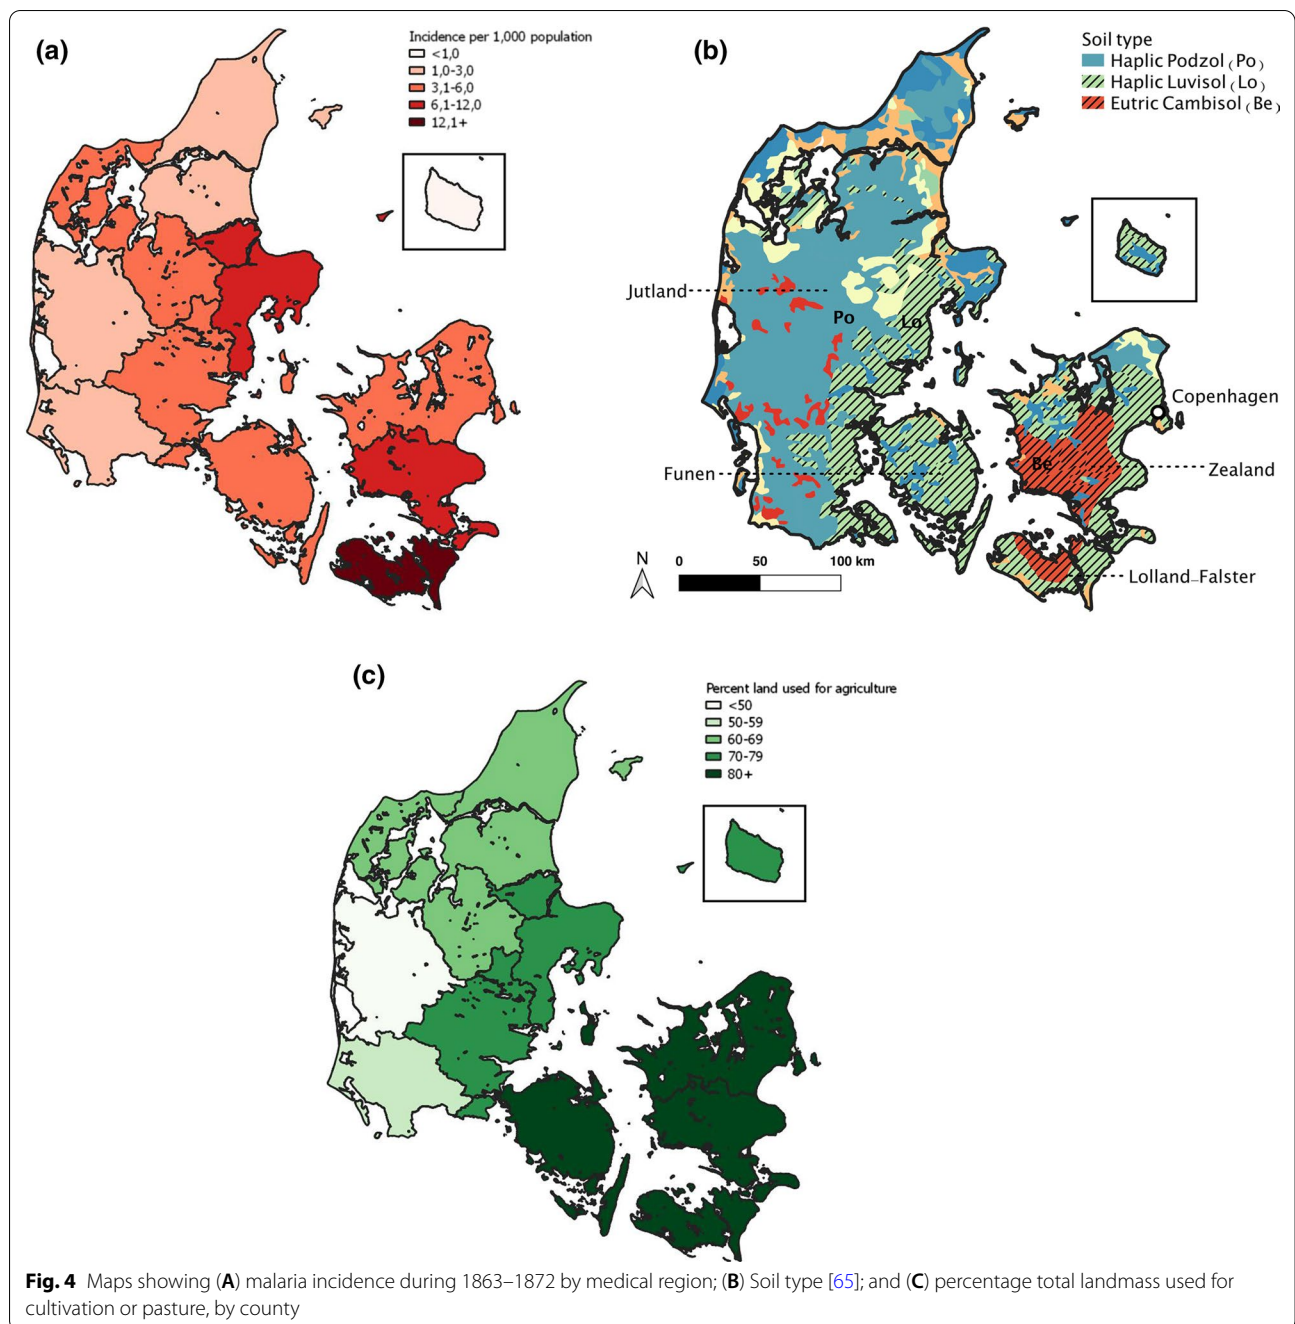 (a)
Incidence per 1,000 population
<1,0
1,0-3,0
3,1-6,0
6,1-12,0
12,1+
(b)
Soil type
Haplic Podzol (Po)
Haplic Luvisol (Lo)
Eutric Cambisol (Be)
Jutland
Po
Lo
Copenhagen
Funen
Be
Zealand
N
0 50 100 km
Lolland-Falster
(c)
Percent land used for agriculture
<50
50-59
60-69
70-79
80+
Fig. 4 Maps showing (A) malaria incidence during 1863–1872 by medical region; (B) Soil type [65]; and (C) percentage total landmass used for
cultivation or pasture, by county